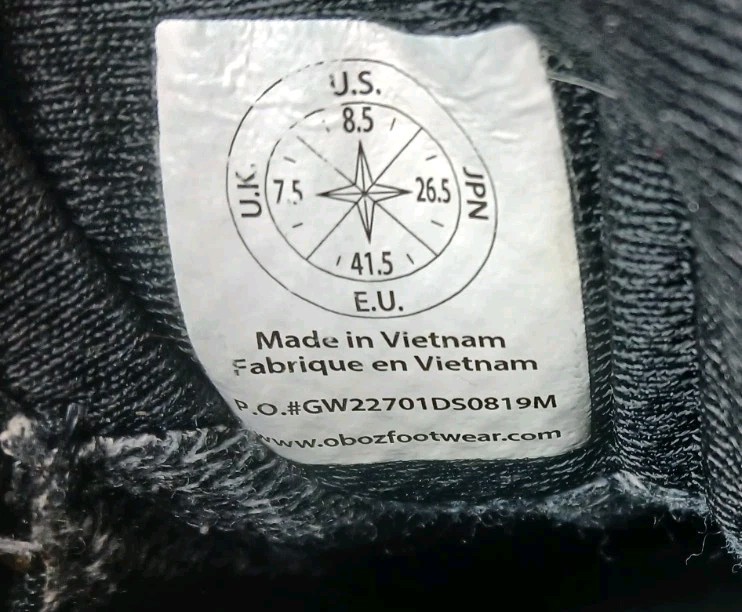 U.S.
8.5
U.K.
7.5
26.5
JPN
41.5
E.U.
Made in Vietnam
Fabrique en Vietnam
P.O.#GW22701DS0819M
www.obozfootwear.com